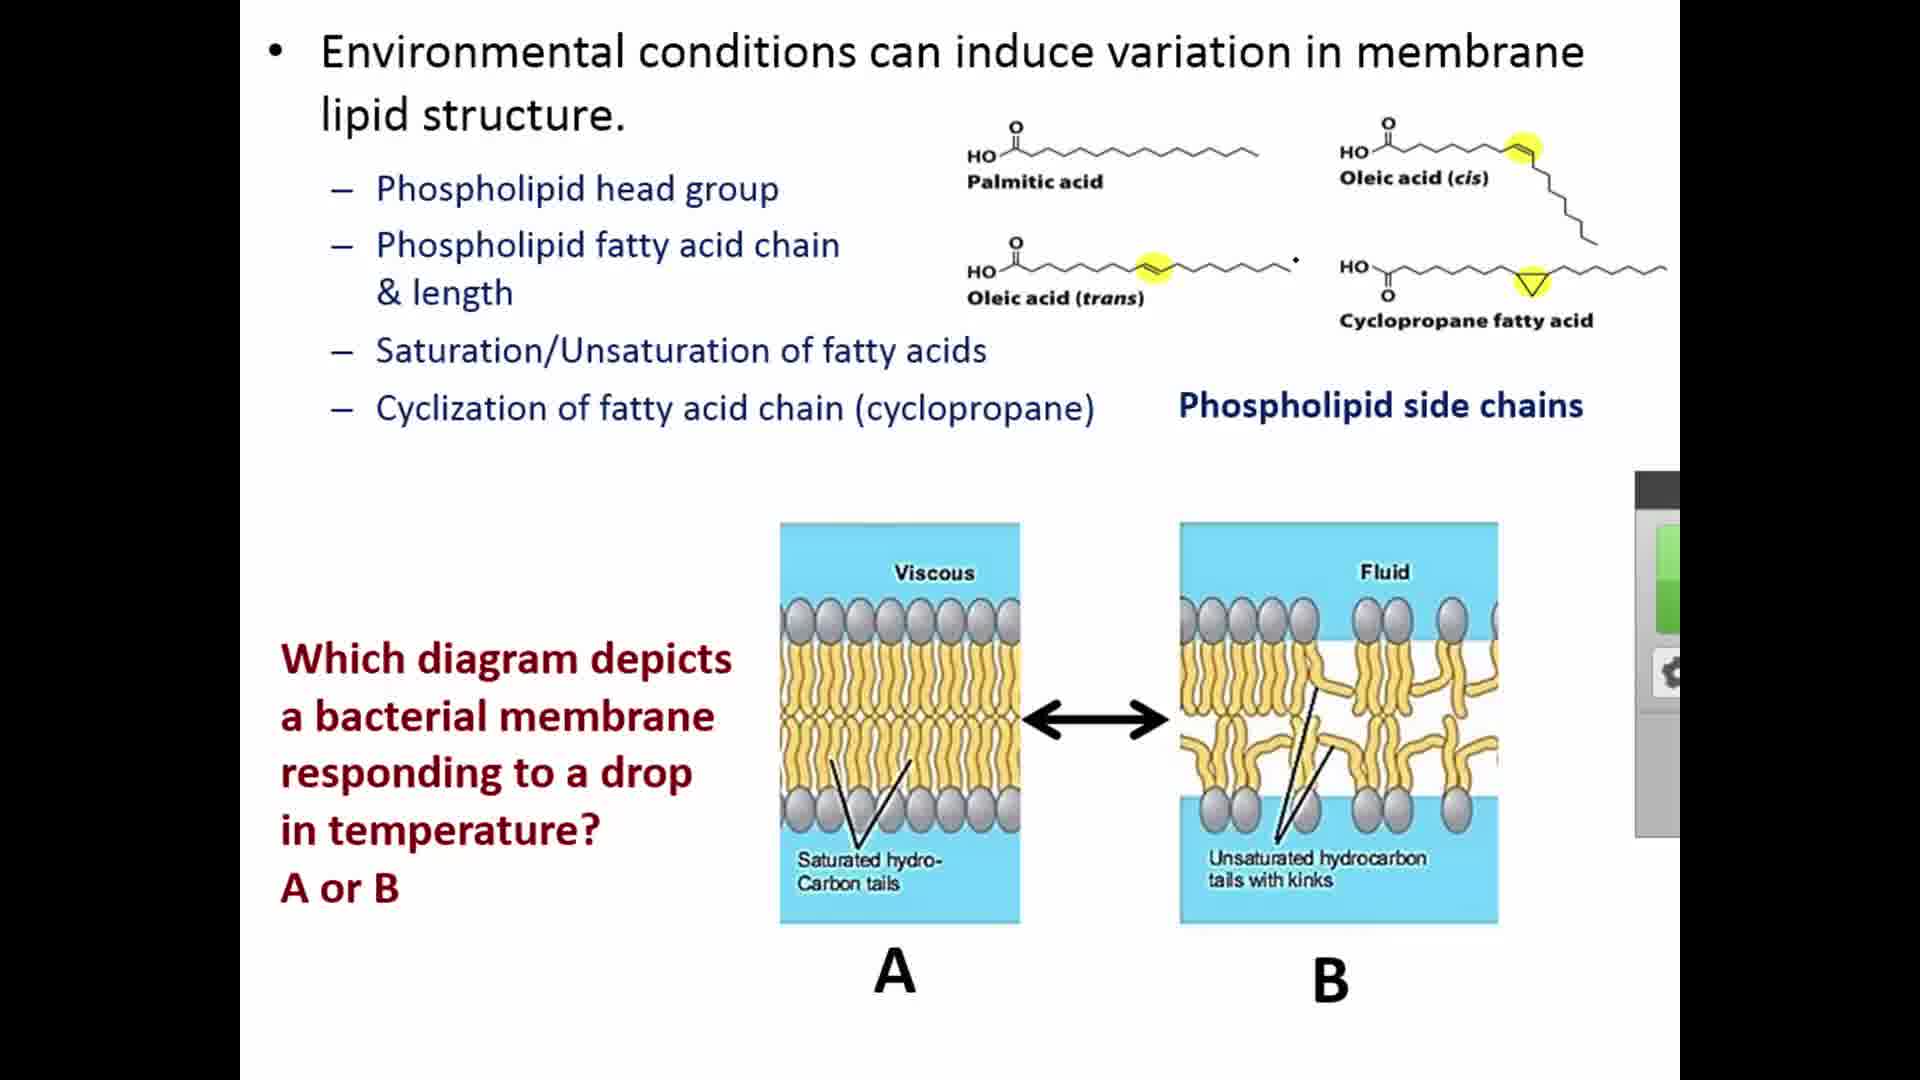 • Environmental conditions can induce variation in membrane
lipid structure.
– Phospholipid head group
– Phospholipid fatty acid chain
& length
– Saturation/Unsaturation of fatty acids
– Cyclization of fatty acid chain (cyclopropane)
O
HO
Palmitic acid
O
HO
Oleic acid (cis)
O
HO
Oleic acid (trans)
HO
O
Cyclopropane fatty acid
Phospholipid side chains
Which diagram depicts
a bacterial membrane
responding to a drop
in temperature?
A or B
Viscous
Saturated hydro-
Carbon tails
A
Fluid
Unsaturated hydrocarbon
tails with kinks
B